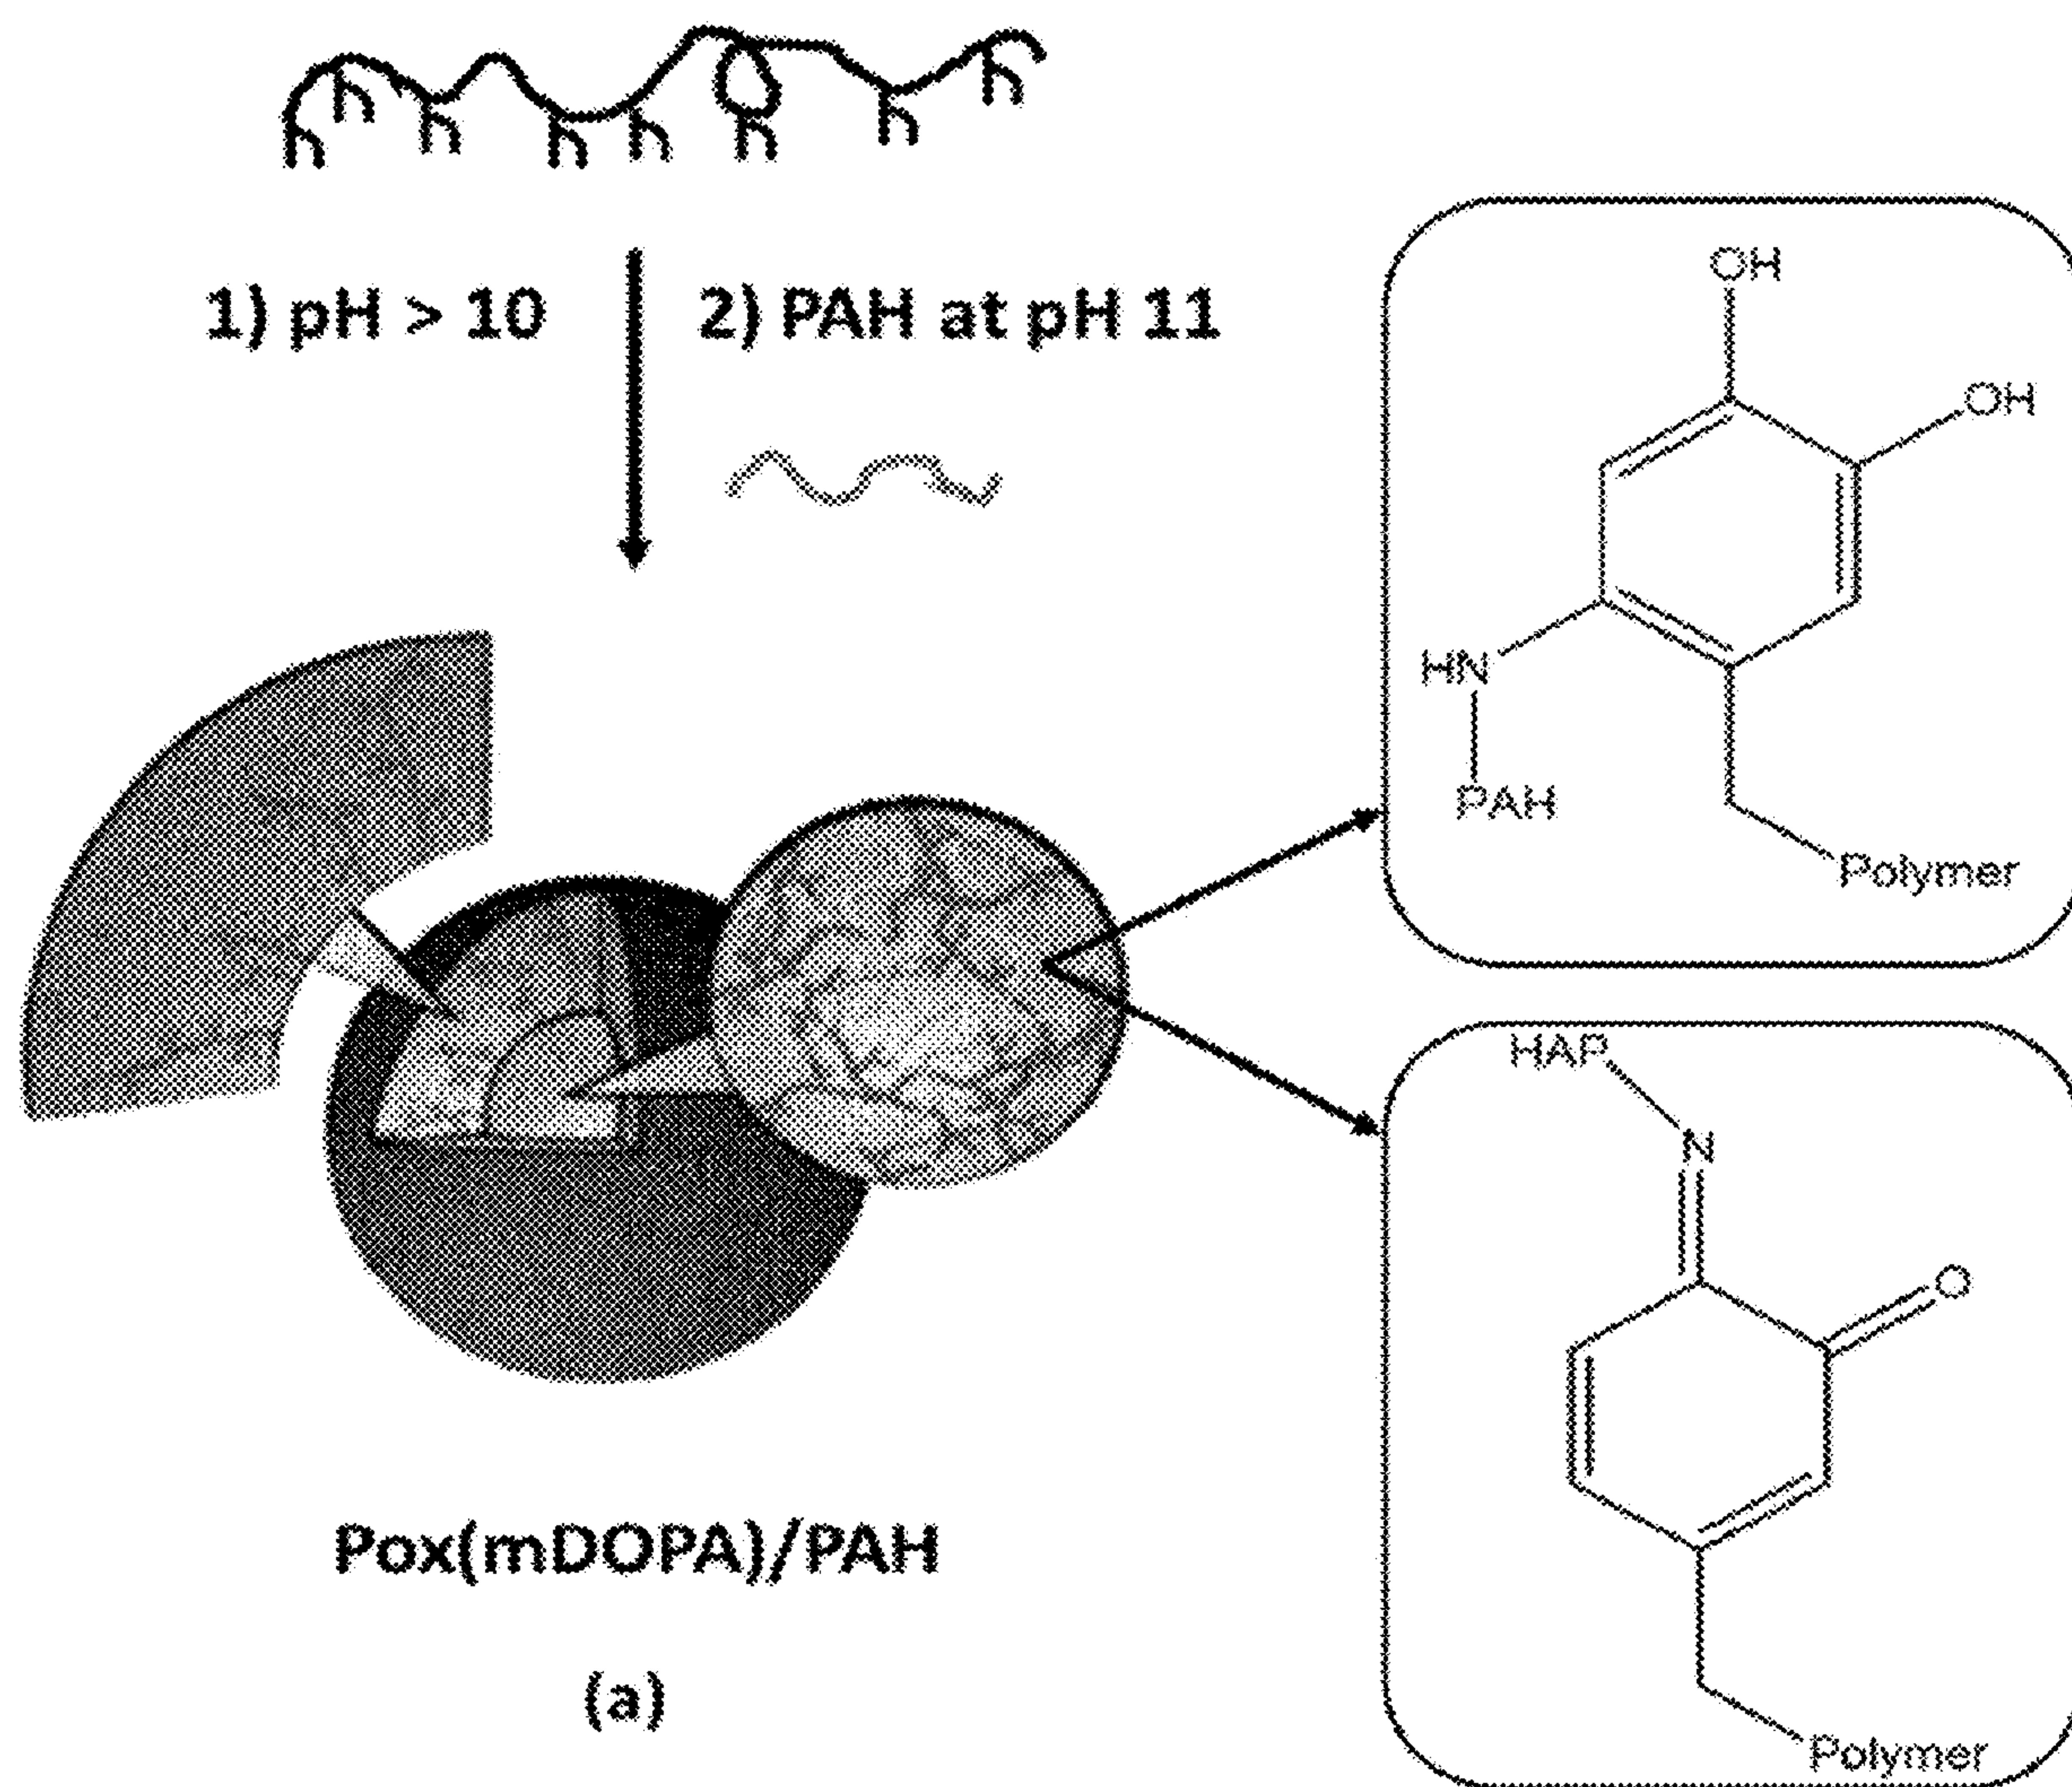 1) pH > 10
2) PAH at pH 11
OH
OH
HN
PAH
Polymer
HAP
N
O
Polymer
Pox(mDOPA)/PAH
(a)